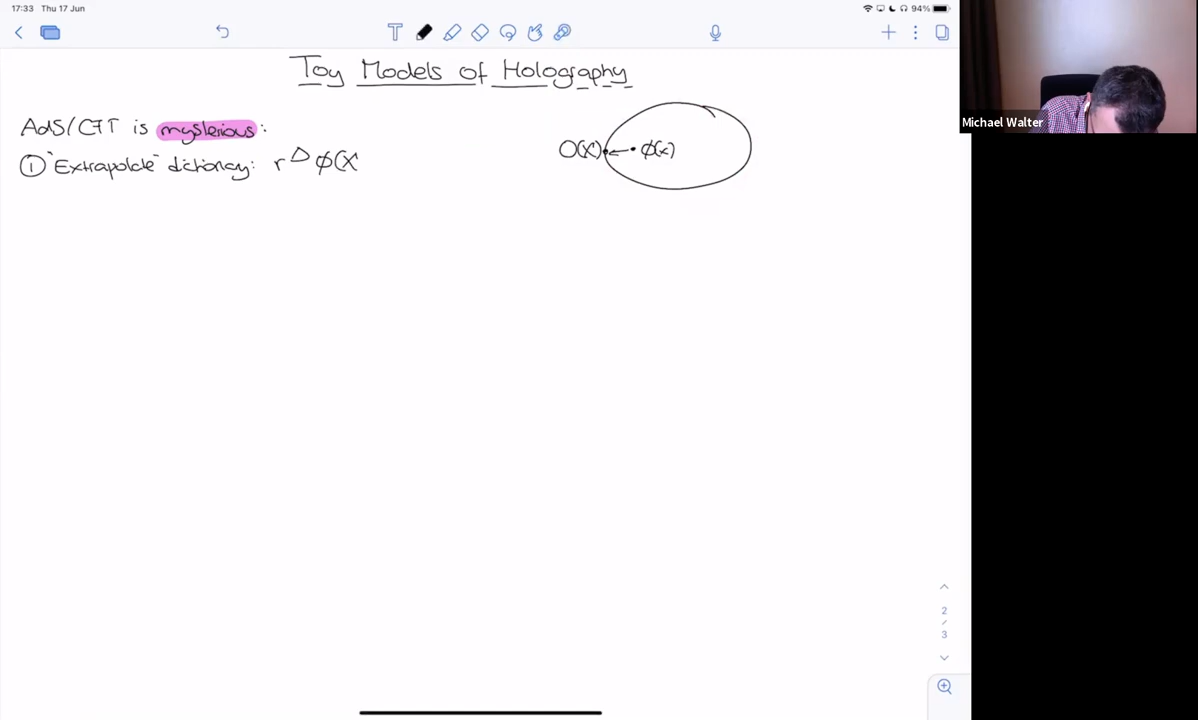 17:33 Thu 17 Jun
94%
Toy Models of Holography
AdS/CFT is mysterious:
① "Extrapolate" dictionary: r^Δ φ(x
O(X) ← φ(x)
Michael Walter
2
/
3